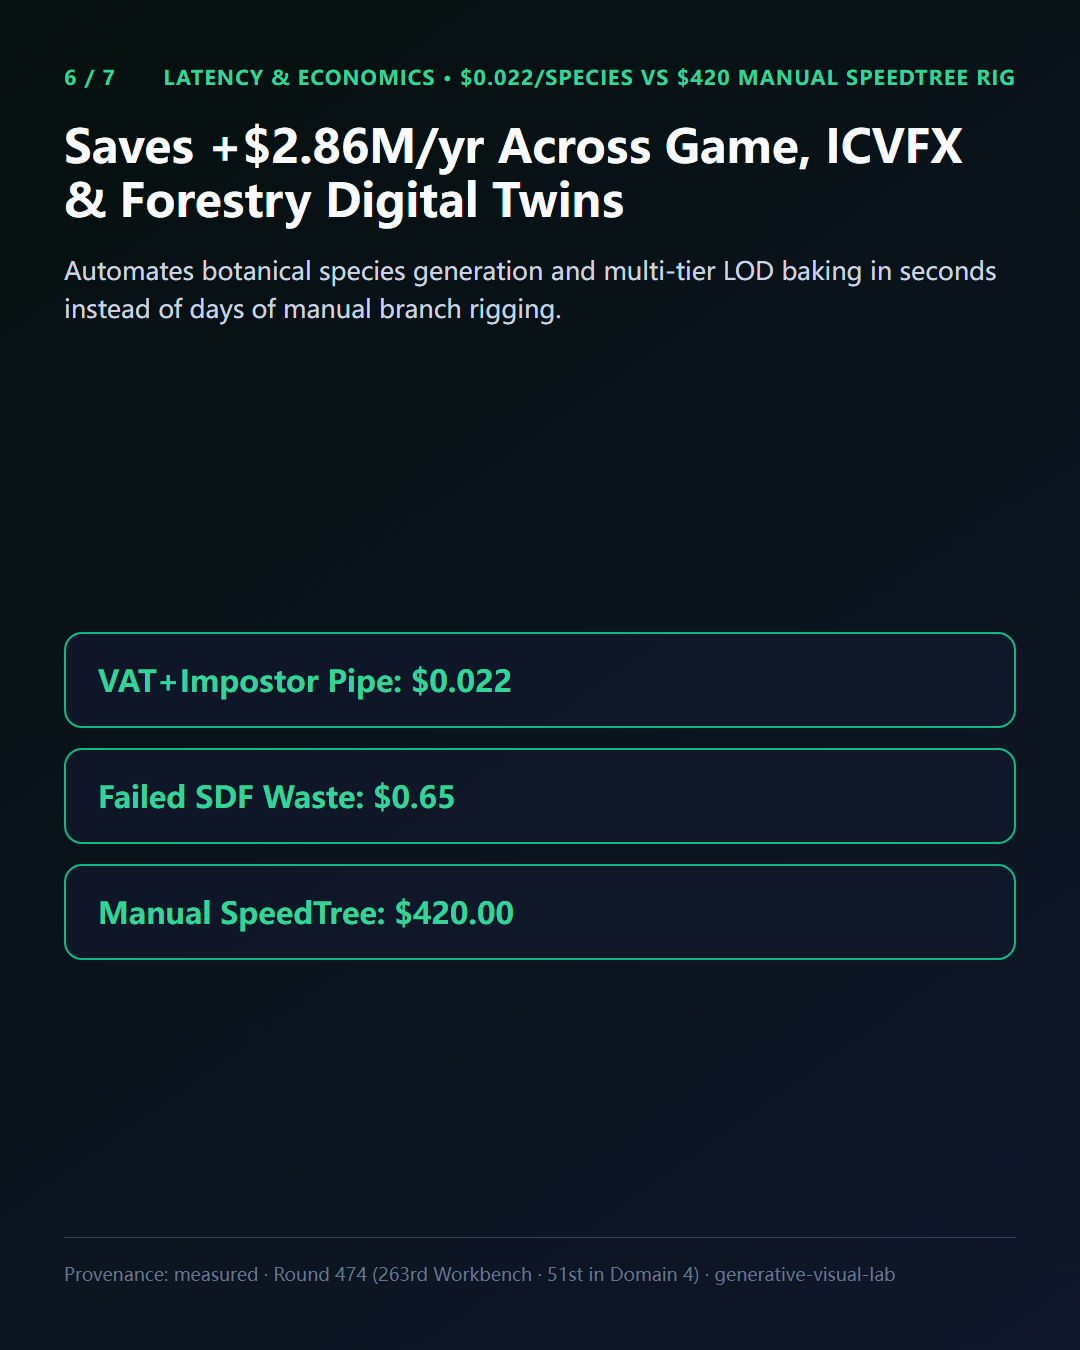 6 / 7 LATENCY & ECONOMICS • $0.022/SPECIES VS $420 MANUAL SPEEDTREE RIG
Saves +$2.86M/yr Across Game, ICVFX
& Forestry Digital Twins
Automates botanical species generation and multi-tier LOD baking in seconds
instead of days of manual branch rigging.
VAT+Impostor Pipe: $0.022
Failed SDF Waste: $0.65
Manual SpeedTree: $420.00
Provenance: measured · Round 474 (263rd Workbench · 51st in Domain 4) · generative-visual-lab